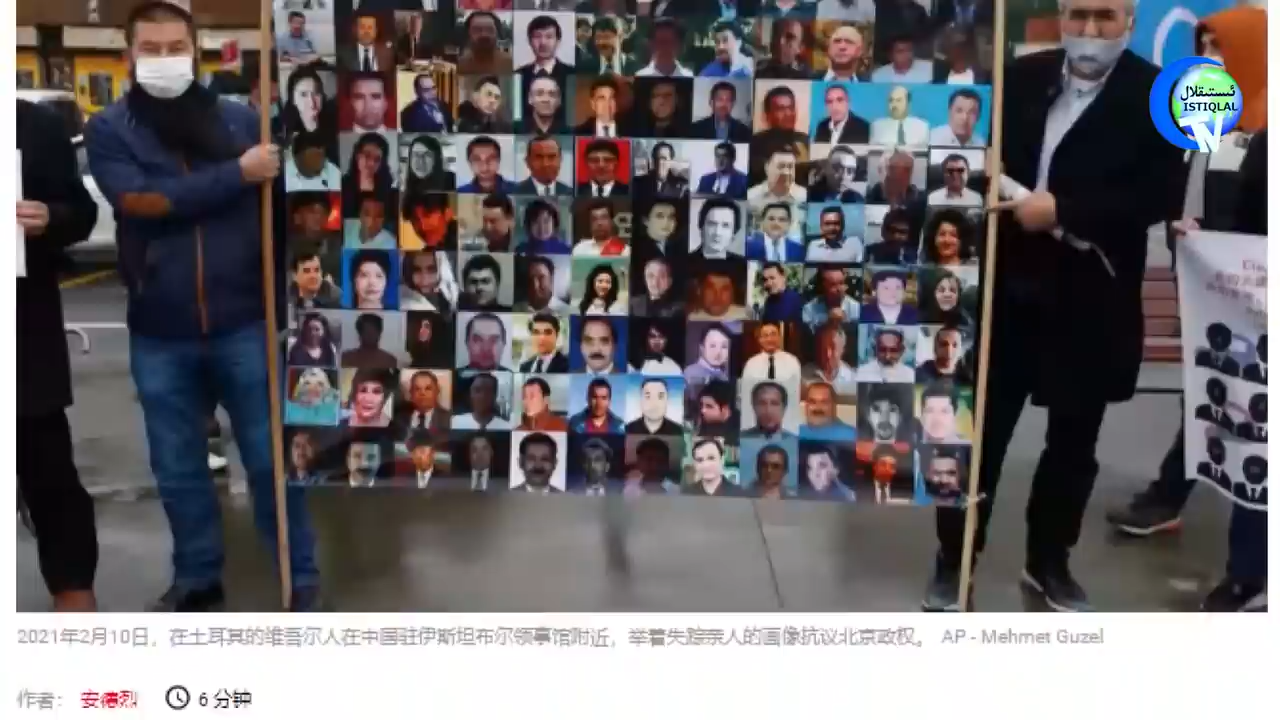 ئىستىقلال
ISTIQLAL
TV
2021年2月10日，在土耳其的维吾尔人在中国驻伊斯坦布尔领事馆附近，举着失踪亲人的画像抗议北京政权。 AP - Mehmet Guzel
作者： 安德烈 6 分钟